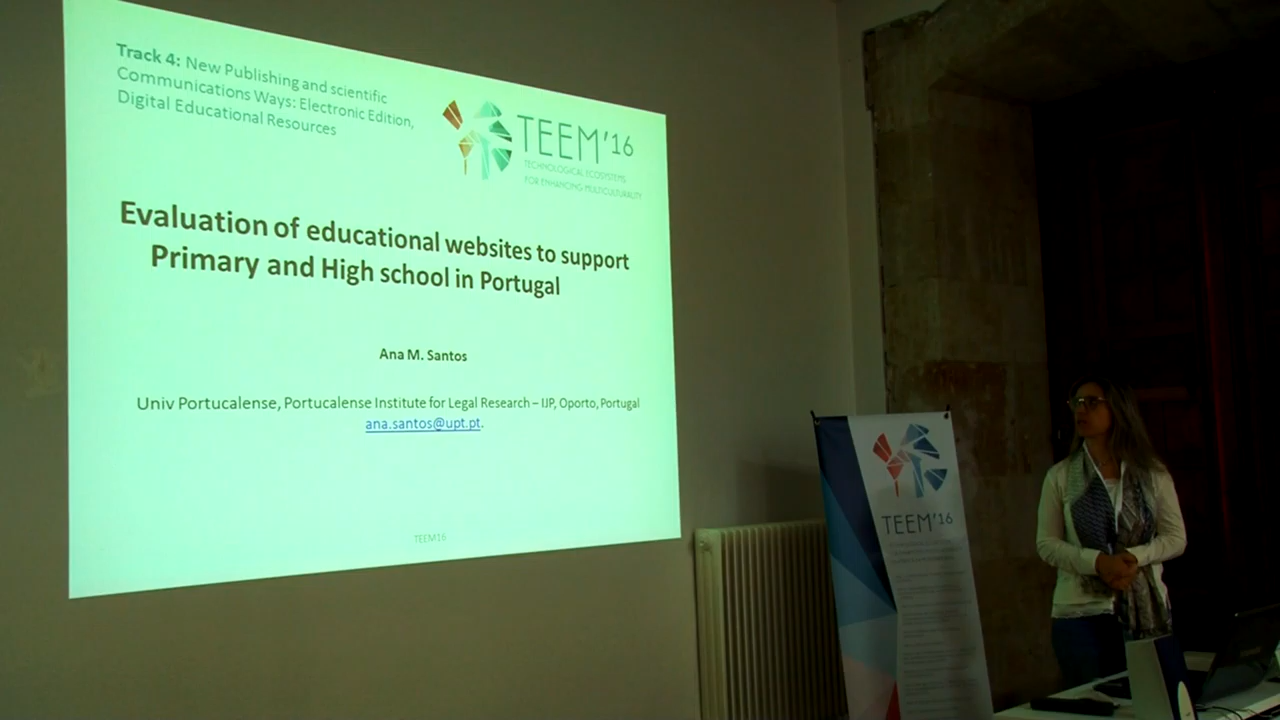 Track 4: New Publishing and scientific
Communications Ways: Electronic Edition,
Digital Educational Resources
TEEM'16
TECHNOLOGICAL ECOSYSTEMS
FOR ENHANCING MULTICULTURALITY
Evaluation of educational websites to support
Primary and High school in Portugal
Ana M. Santos
Univ Portucalense, Portucalense Institute for Legal Research – IJP, Oporto, Portugal
ana.santos@upt.pt.
TEEM16
TEEM'16